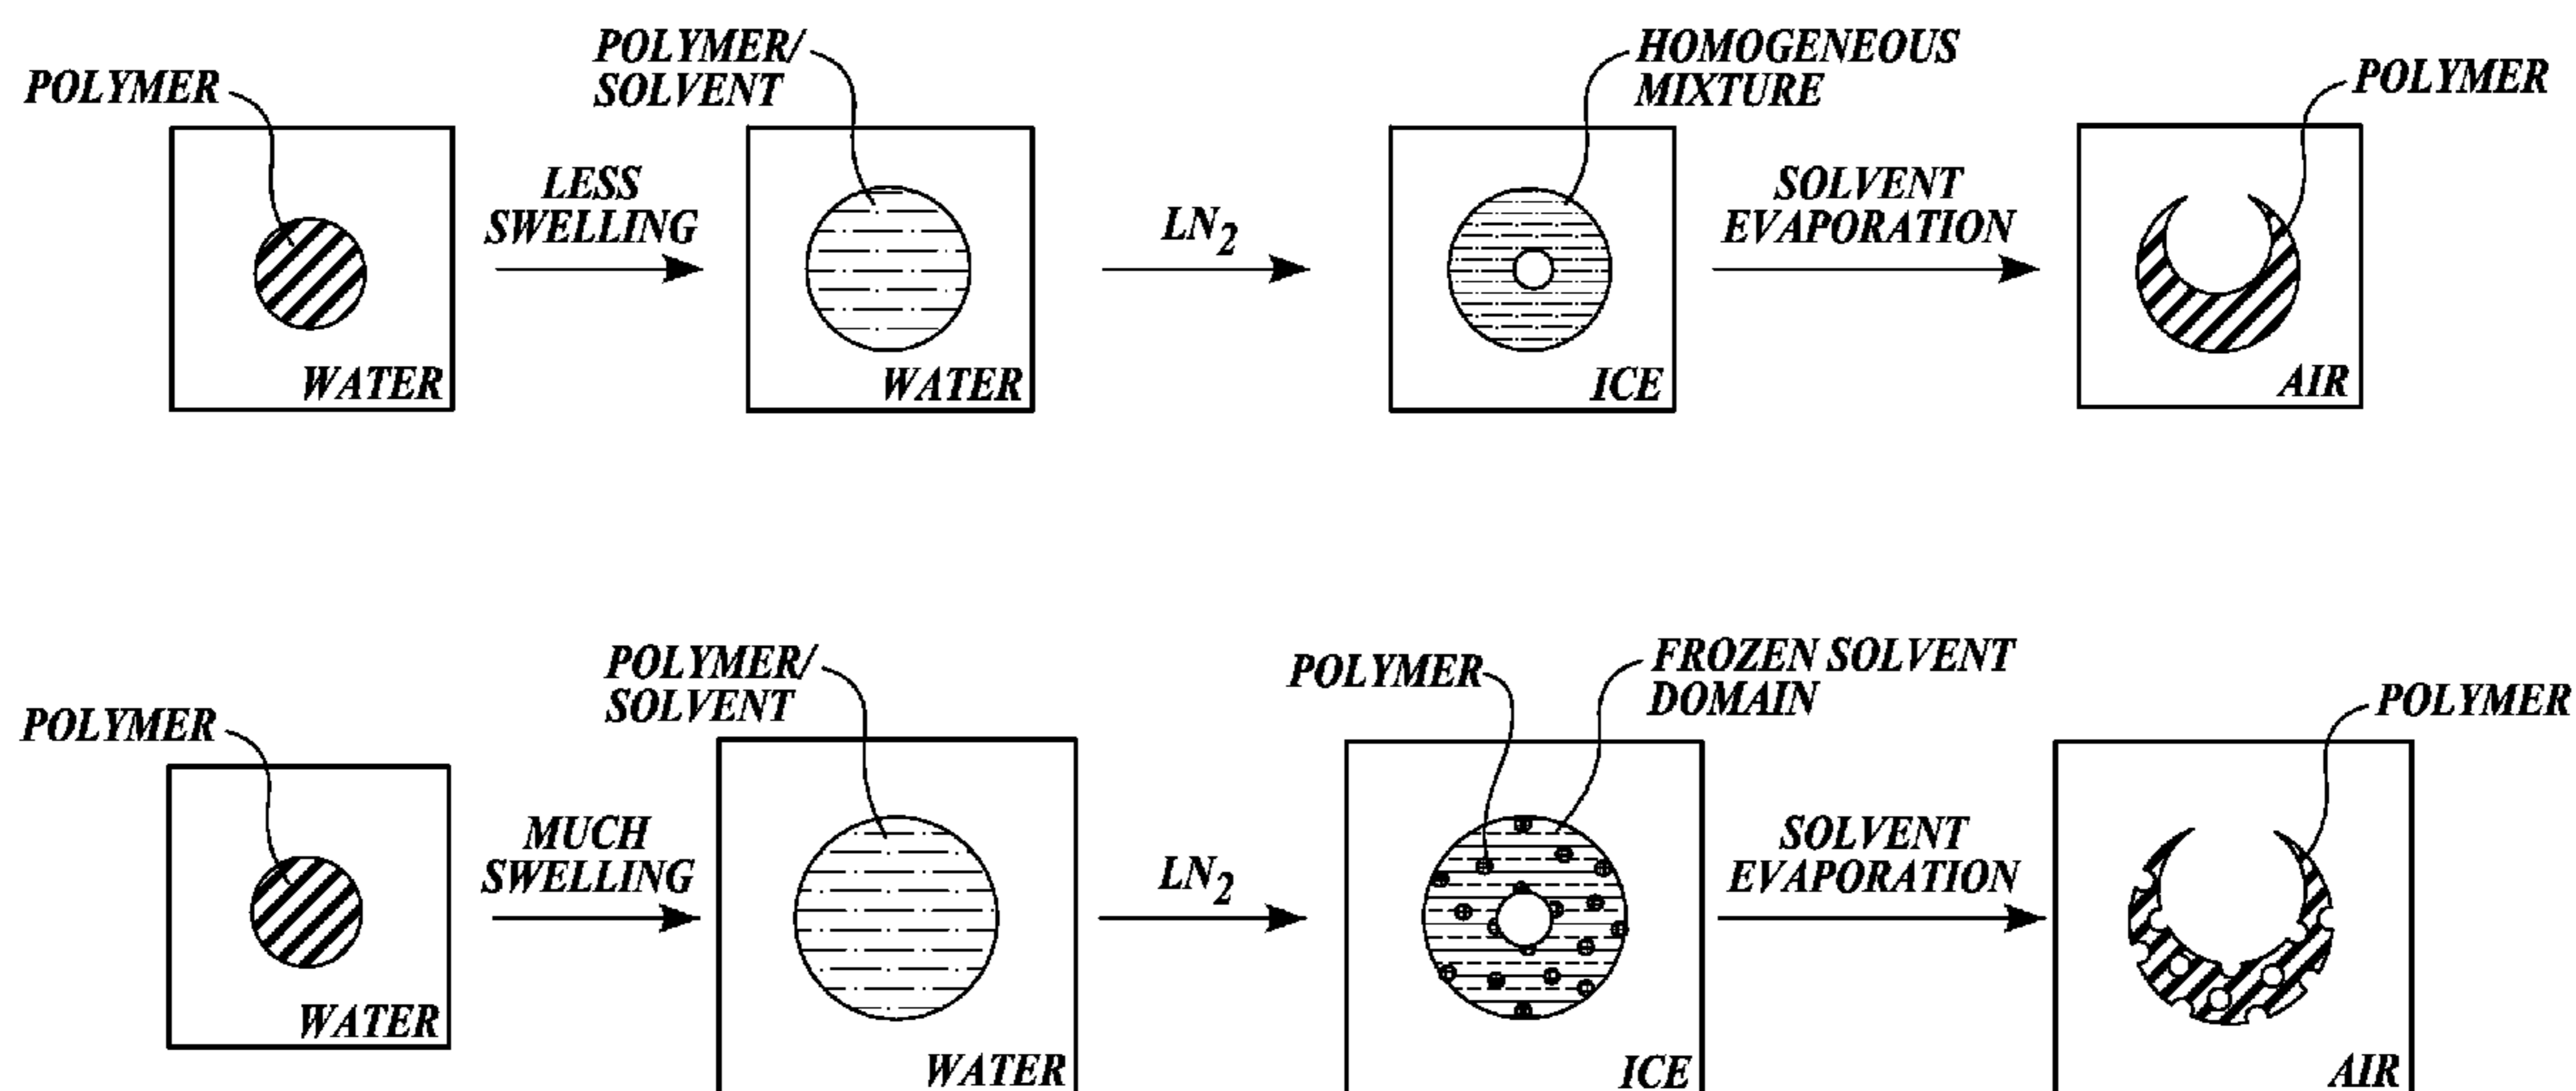 POLYMER
POLYMER/
SOLVENT
HOMOGENEOUS
MIXTURE
POLYMER
LESS
SWELLING
LN2
SOLVENT
EVAPORATION
WATER
WATER
ICE
AIR
POLYMER
POLYMER/
SOLVENT
POLYMER
FROZEN SOLVENT
DOMAIN
POLYMER
MUCH
SWELLING
LN2
SOLVENT
EVAPORATION
WATER
WATER
ICE
AIR